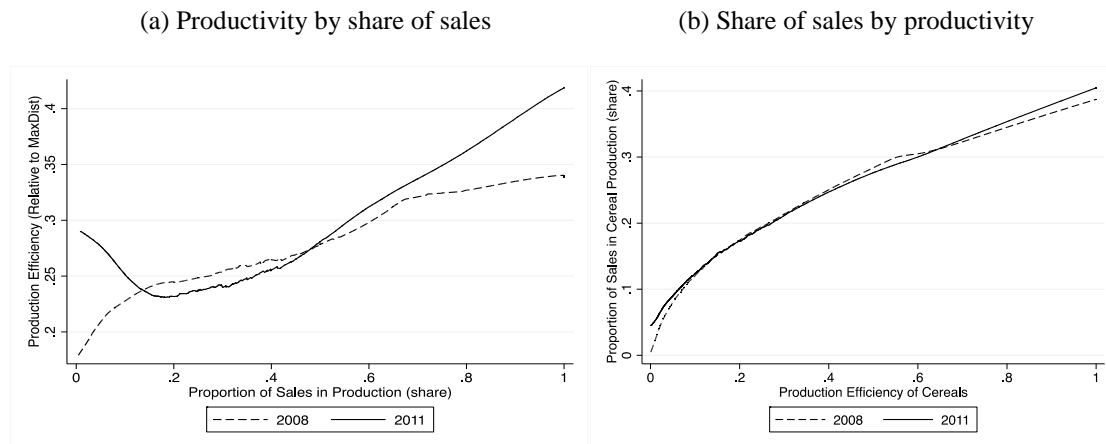 (a) Productivity by share of sales
Production Efficiency (Relative to MaxDist)
.4
.35
.3
.25
.2
0 .2 .4 .6 .8 1
Proportion of Sales in Production (share)
2008 2011
(b) Share of sales by productivity
Proportion of Sales in Cereal Production (share)
.4
.3
.2
.1
0
0 .2 .4 .6 .8 1
Production Efficiency of Cereals
2008 2011